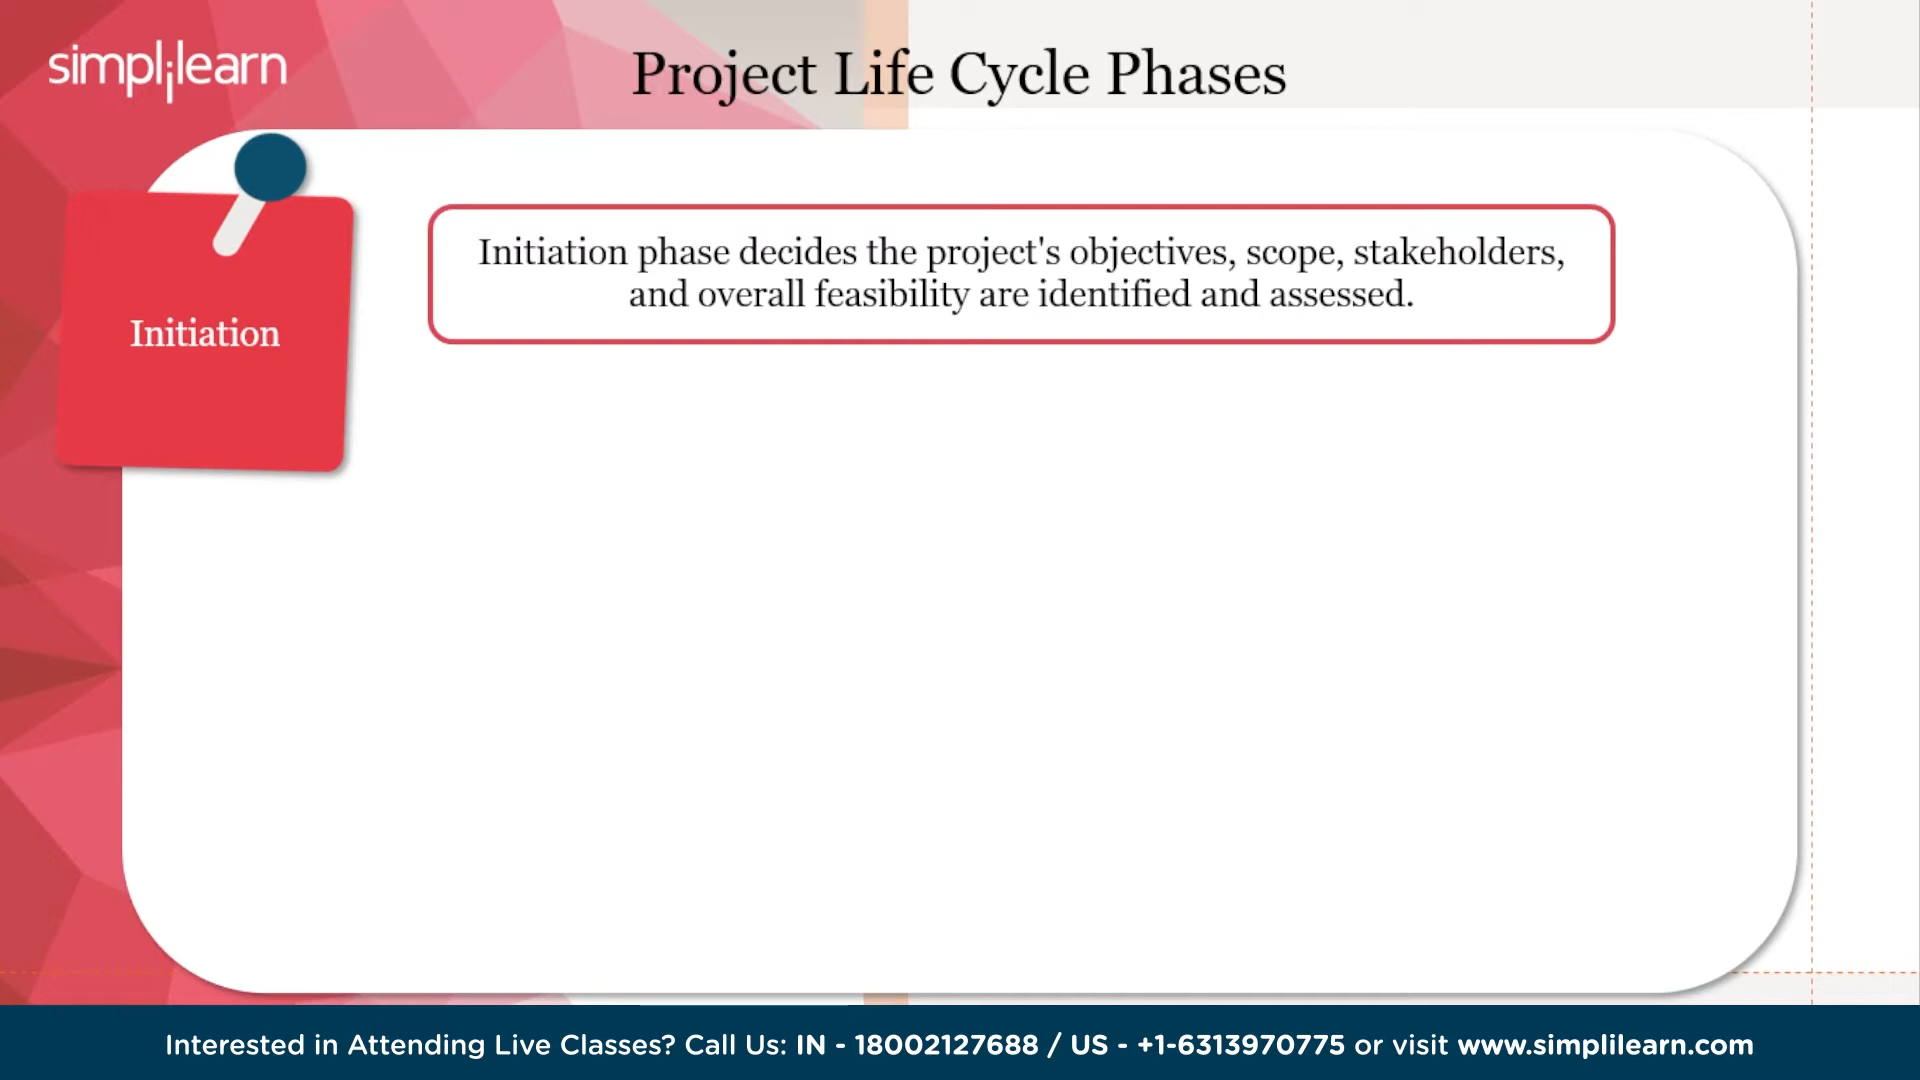 simplilearn
Project Life Cycle Phases
Initiation
Initiation phase decides the project's objectives, scope, stakeholders,
and overall feasibility are identified and assessed.
Interested in Attending Live Classes? Call Us: IN - 18002127688 / US - +1-6313970775 or visit www.simplilearn.com